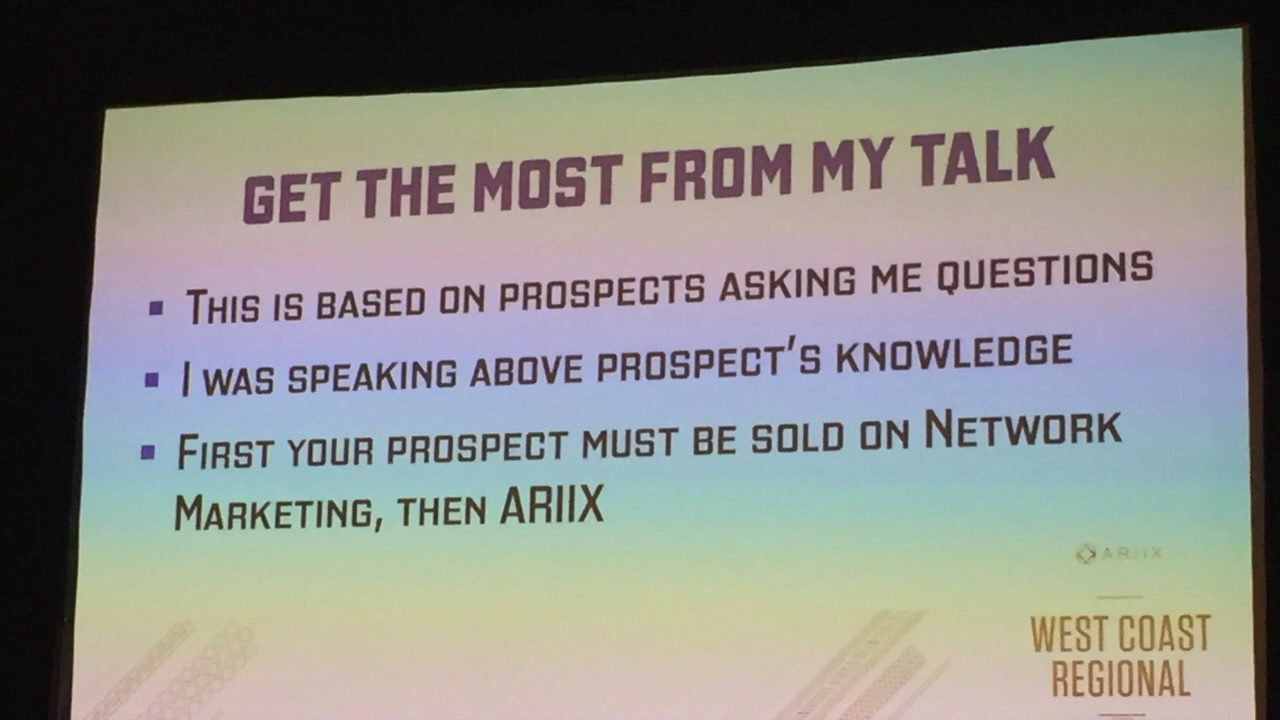 GET THE MOST FROM MY TALK
▪ THIS IS BASED ON PROSPECTS ASKING ME QUESTIONS
▪ I WAS SPEAKING ABOVE PROSPECT'S KNOWLEDGE
▪ FIRST YOUR PROSPECT MUST BE SOLD ON NETWORK
MARKETING, THEN ARIIX
ARIIX
WEST COAST
REGIONAL